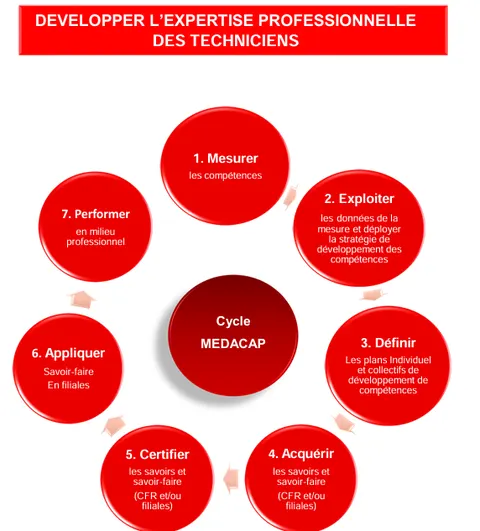 DEVELOPPER L'EXPERTISE PROFESSIONNELLE
DES TECHNICIENS
1. Mesurer
les compétences
2. Exploiter
les données de la
mesure et déployer
la stratégie de
développement des
compétences
3. Définir
Les plans Individuel
et collectifs de
développement de
compétences
4. Acquérir
les savoirs et
savoir-faire
(CFR et/ou
filiales)
5. Certifier
les savoirs et
savoir-faire
(CFR et/ou
filiales)
6. Appliquer
Savoir-faire
En filiales
7. Performer
en milieu
professionnel
Cycle
MEDACAP